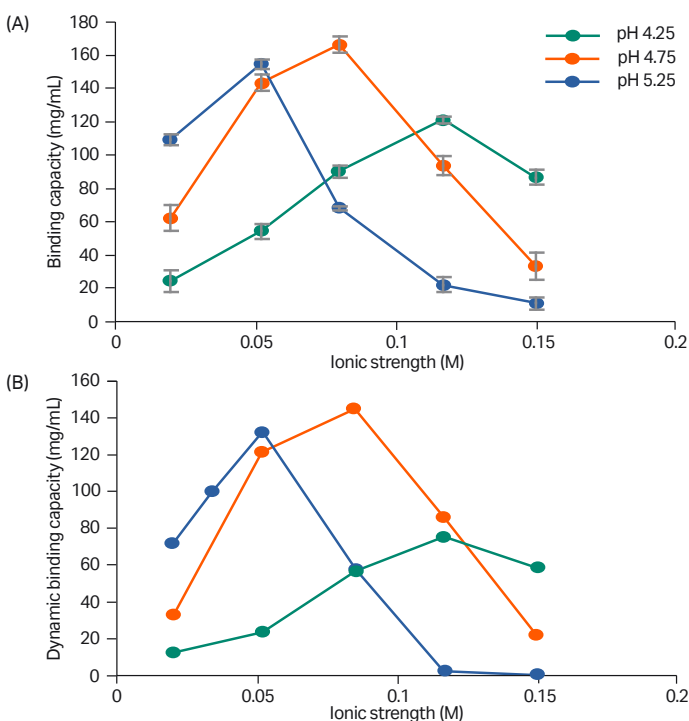 (A)
180
160
140
120
100
80
60
40
20
0
Binding capacity (mg/mL)
pH 4.25
pH 4.75
pH 5.25
0 0.05 0.1 0.15 0.2
Ionic strength (M)
(B)
160
140
120
100
80
60
40
20
0
Dynamic binding capacity (mg/mL)
0 0.05 0.1 0.15 0.2
Ionic strength (M)